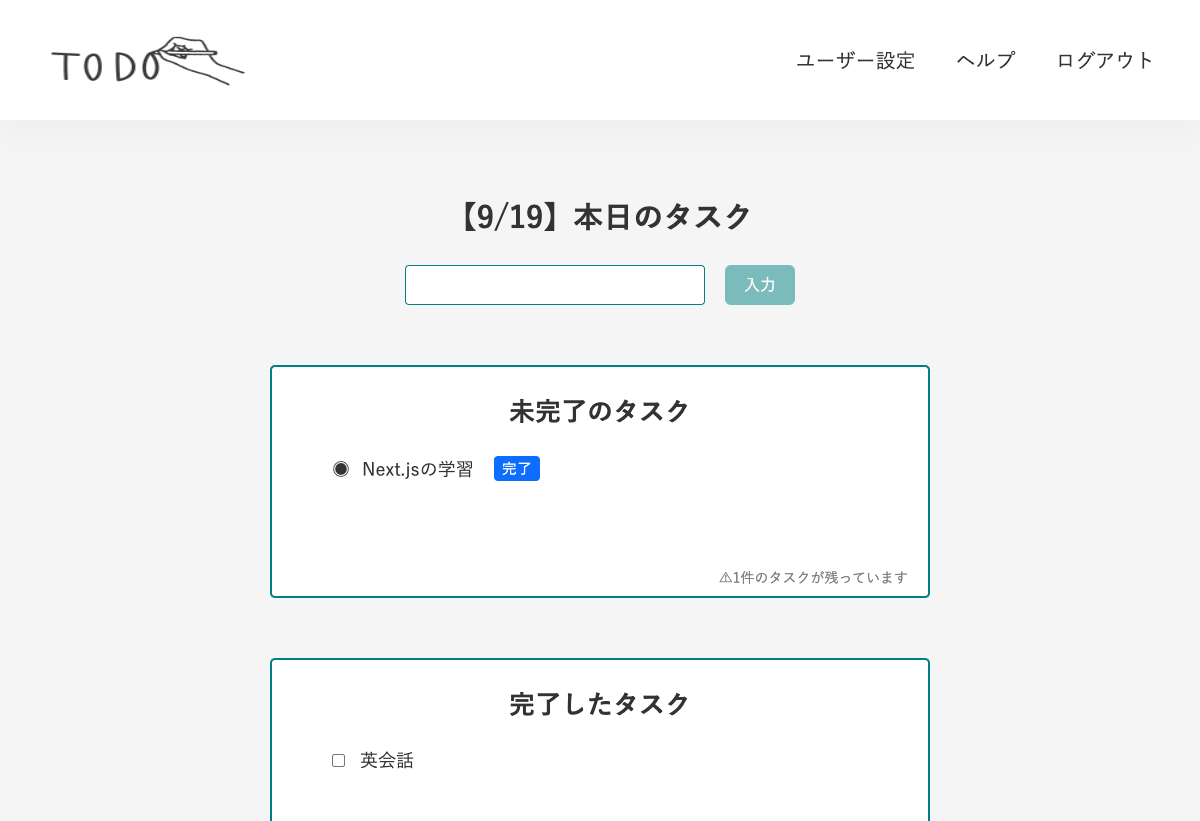 TODO
ユーザー設定 ヘルプ ログアウト
【9/19】本日のタスク
入力
未完了のタスク
Next.jsの学習 完了
⚠1件のタスクが残っています
完了したタスク
英会話